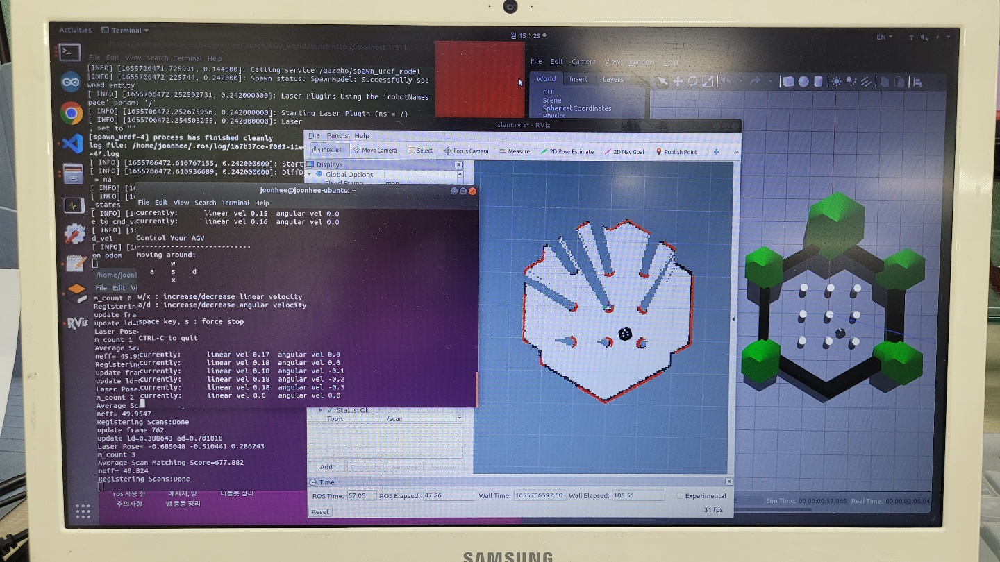 Activities
Terminal
월 15 : 29
EN
File Edit View Search Terminal Help
[INFO] [1655706471.725991, 0.144000]: Calling service /gazebo/spawn_urdf_model
[INFO] [1655706472.225744, 0.242000]: Spawn status: SpawnModel: Successfully spa
wned entity
[ INFO] [1655706472.252502731, 0.242000000]: Laser Plugin: Using the 'robotNames
pace' param: '/'
[ INFO] [1655706472.252675956, 0.242000000]: Starting Laser Plugin (ns = /)
[ INFO] [1655706472.254503255, 0.242000000]: Laser
, set to ""
[spawn_urdf-4] process has finished cleanly
log file: /home/joonhee/.ros/log/1a7b37ce-f062-11e
-4*.log
[ INFO] [1655706472.610767155, 0.242000000]: Start
[ INFO] [1655706472.610936689, 0.242000000]: DiffD
= na
[ INFO] [1
_states
[ INFO] [1
e to cmd_v
[ INFO] [1
d_vel
[ INFO] [1
on odom
File Edit Camera View Window Help
World Insert Layers
GUI
Scene
Spherical Coordinates
Physics
slam.rviz* - RViz
File Panels Help
Interact Move Camera Select Focus Camera Measure 2D Pose Estimate 2D Nav Goal Publish Point
Displays
Global Options
joonhee@joonhee-ubuntu: ~
File Edit View Search Terminal Help
currently: linear vel 0.15 angular vel 0.0
currently: linear vel 0.16 angular vel 0.0
Control Your AGV
---------------------------
Moving around:
w
a s d
x
w/x : increase/decrease linear velocity
a/d : increase/decrease angular velocity
space key, s : force stop
CTRL-C to quit
currently: linear vel 0.17 angular vel 0.0
currently: linear vel 0.18 angular vel 0.0
currently: linear vel 0.18 angular vel -0.1
currently: linear vel 0.18 angular vel -0.2
currently: linear vel 0.18 angular vel -0.3
currently: linear vel 0.0 angular vel 0.0
/home/joonl
File Edit Vi
m_count 0
Registerin
update fra
update ld=
Laser Pose
m_count 1
Average Sc
neff= 49.9
Registerin
update fra
update ld=
Laser Pose
m_count 2
Average Sca
neff= 49.9547
Registering Scans:Done
update frame 762
update ld=0.388643 ad=0.701818
Laser Pose= -0.685048 -0.510441 0.286243
m_count 3
Average Scan Matching Score=677.882
neff= 49.824
Registering Scans:Done
RViz
Status: Ok
Topic /scan
Add
Time
ROS Time: 57.05 ROS Elapsed: 47.86 Wall Time: 1655706597.60 Wall Elapsed: 105.51 Experimental
Reset
31 fps
Sim Time: 00 00:00:57.065 Real Time: 00 00:02:06.04
ros 사용 전 메시지, 방 터틀봇 정리
주의사항 법 등등 정리
SAMSUNG